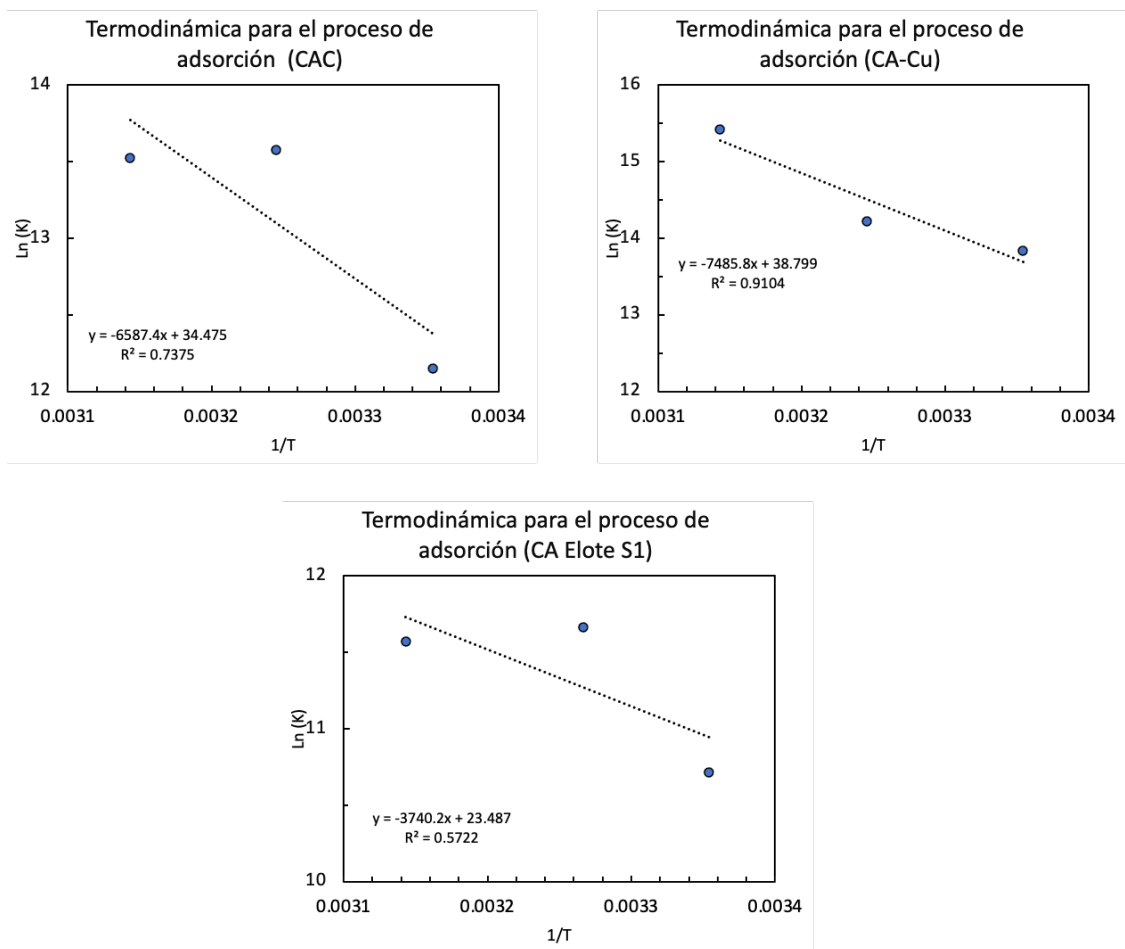 Termodinámica para el proceso de
adsorción (CAC)
14
13
12
Ln (K)
y = -6587.4x + 34.475
R² = 0.7375
0.0031
0.0032
0.0033
0.0034
1/T
Termodinámica para el proceso de
adsorción (CA-Cu)
16
15
14
13
12
Ln (K)
y = -7485.8x + 38.799
R² = 0.9104
0.0031
0.0032
0.0033
0.0034
1/T
Termodinámica para el proceso de
adsorción (CA Elote S1)
12
11
10
Ln (K)
y = -3740.2x + 23.487
R² = 0.5722
0.0031
0.0032
0.0033
0.0034
1/T